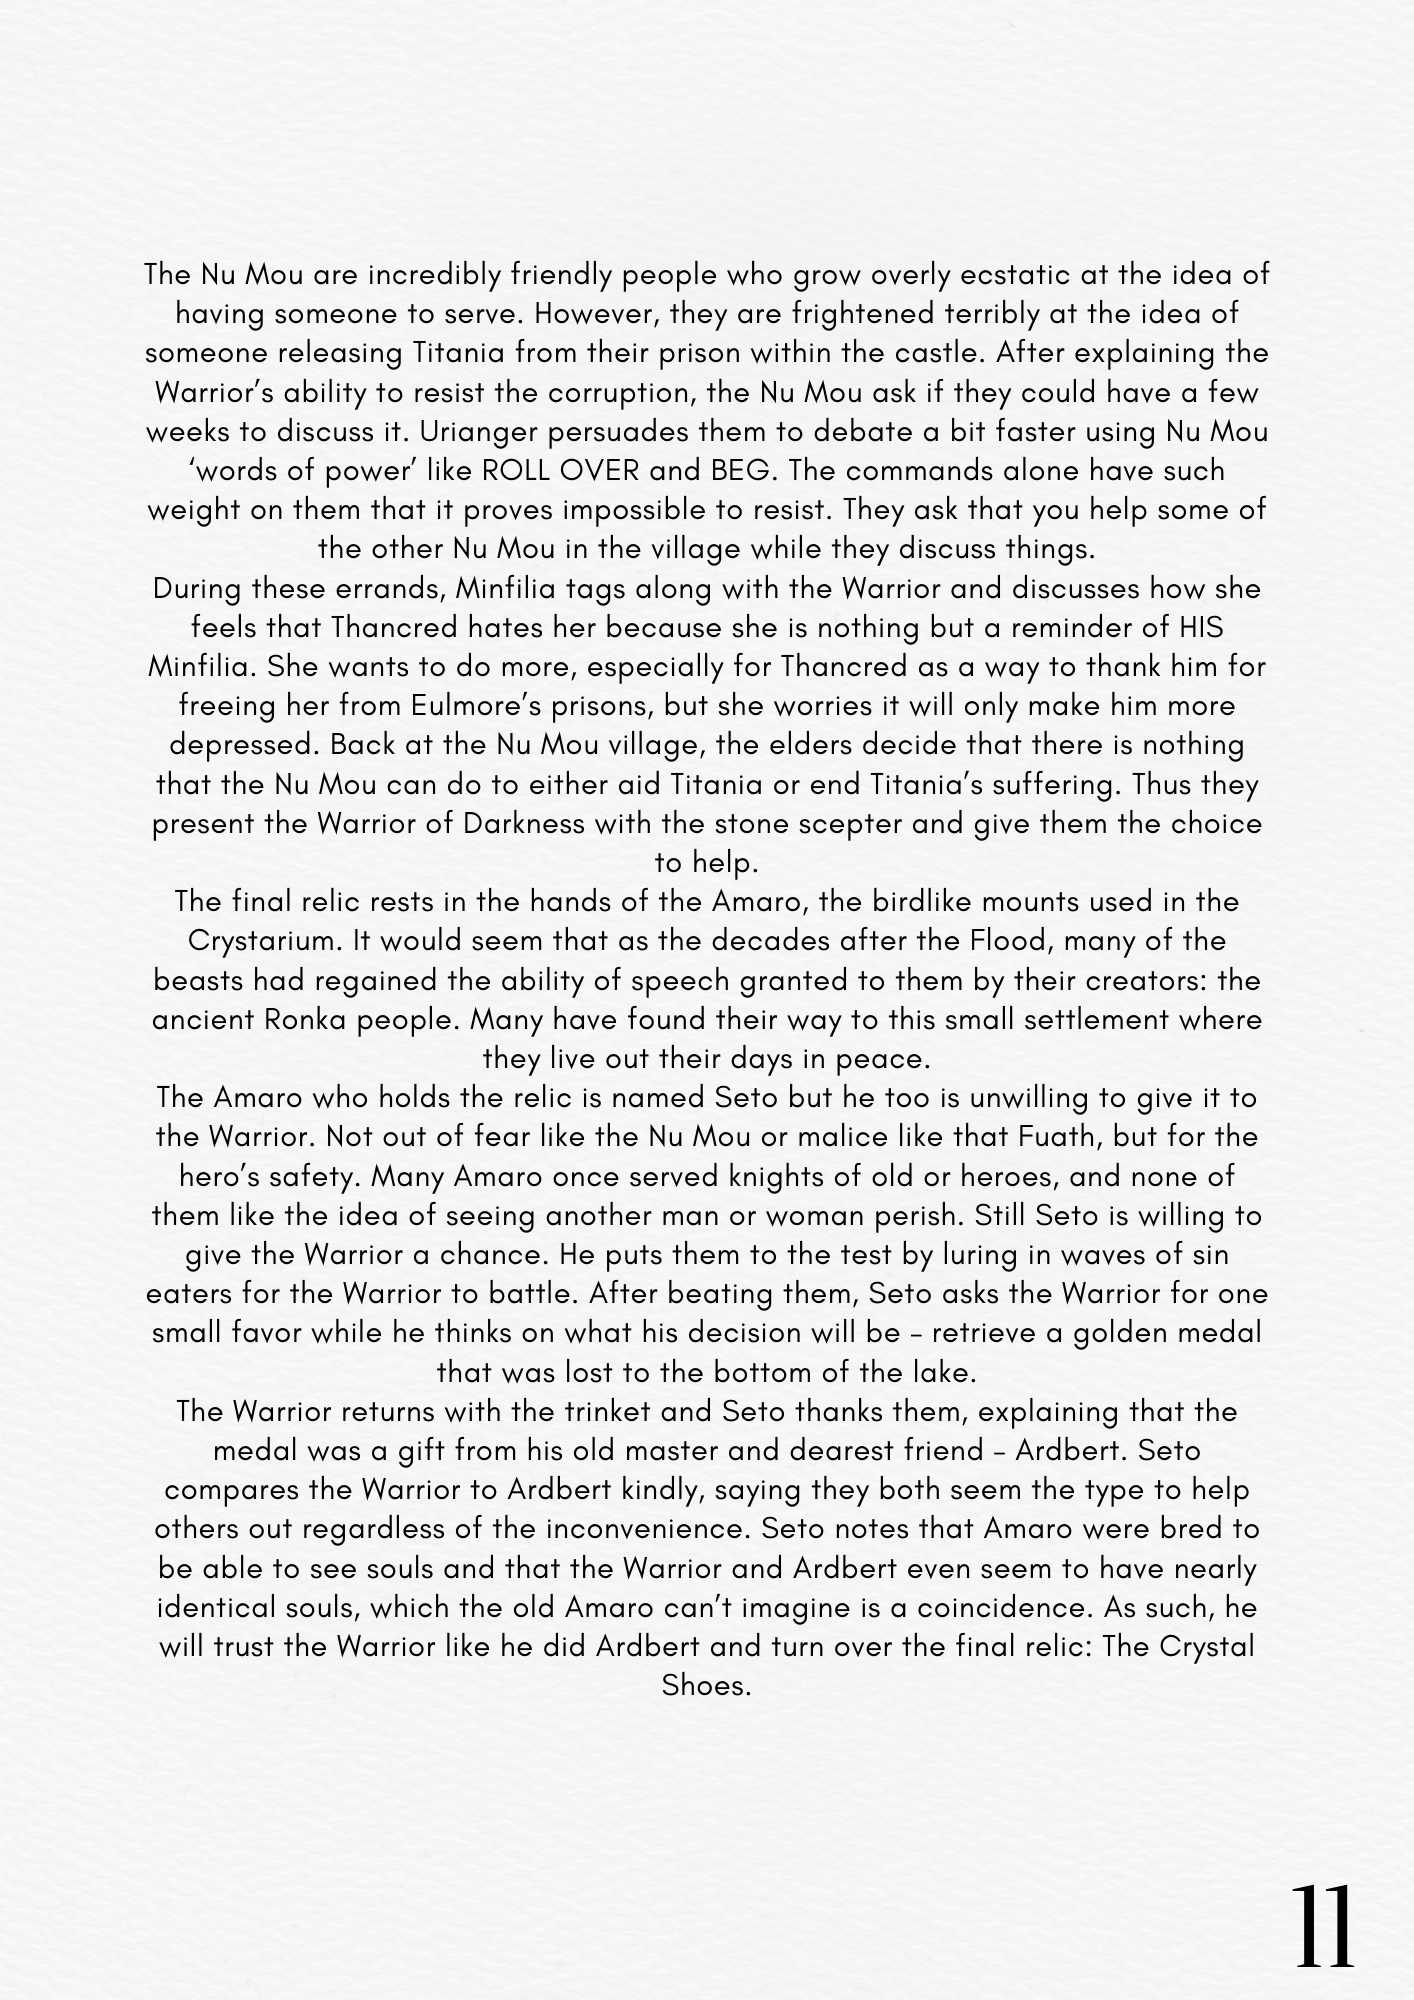 The Nu Mou are incredibly friendly people who grow overly ecstatic at the idea of
having someone to serve. However, they are frightened terribly at the idea of
someone releasing Titania from their prison within the castle. After explaining the
Warrior’s ability to resist the corruption, the Nu Mou ask if they could have a few
weeks to discuss it. Urianger persuades them to debate a bit faster using Nu Mou
‘words of power’ like ROLL OVER and BEG. The commands alone have such
weight on them that it proves impossible to resist. They ask that you help some of
the other Nu Mou in the village while they discuss things.
During these errands, Minfilia tags along with the Warrior and discusses how she
feels that Thancred hates her because she is nothing but a reminder of HIS
Minfilia. She wants to do more, especially for Thancred as a way to thank him for
freeing her from Eulmore’s prisons, but she worries it will only make him more
depressed. Back at the Nu Mou village, the elders decide that there is nothing
that the Nu Mou can do to either aid Titania or end Titania’s suffering. Thus they
present the Warrior of Darkness with the stone scepter and give them the choice
to help.
The final relic rests in the hands of the Amaro, the birdlike mounts used in the
Crystarium. It would seem that as the decades after the Flood, many of the
beasts had regained the ability of speech granted to them by their creators: the
ancient Ronka people. Many have found their way to this small settlement where
they live out their days in peace.
The Amaro who holds the relic is named Seto but he too is unwilling to give it to
the Warrior. Not out of fear like the Nu Mou or malice like that Fuath, but for the
hero’s safety. Many Amaro once served knights of old or heroes, and none of
them like the idea of seeing another man or woman perish. Still Seto is willing to
give the Warrior a chance. He puts them to the test by luring in waves of sin
eaters for the Warrior to battle. After beating them, Seto asks the Warrior for one
small favor while he thinks on what his decision will be – retrieve a golden medal
that was lost to the bottom of the lake.
The Warrior returns with the trinket and Seto thanks them, explaining that the
medal was a gift from his old master and dearest friend – Ardbert. Seto
compares the Warrior to Ardbert kindly, saying they both seem the type to help
others out regardless of the inconvenience. Seto notes that Amaro were bred to
be able to see souls and that the Warrior and Ardbert even seem to have nearly
identical souls, which the old Amaro can’t imagine is a coincidence. As such, he
will trust the Warrior like he did Ardbert and turn over the final relic: The Crystal
Shoes.
11